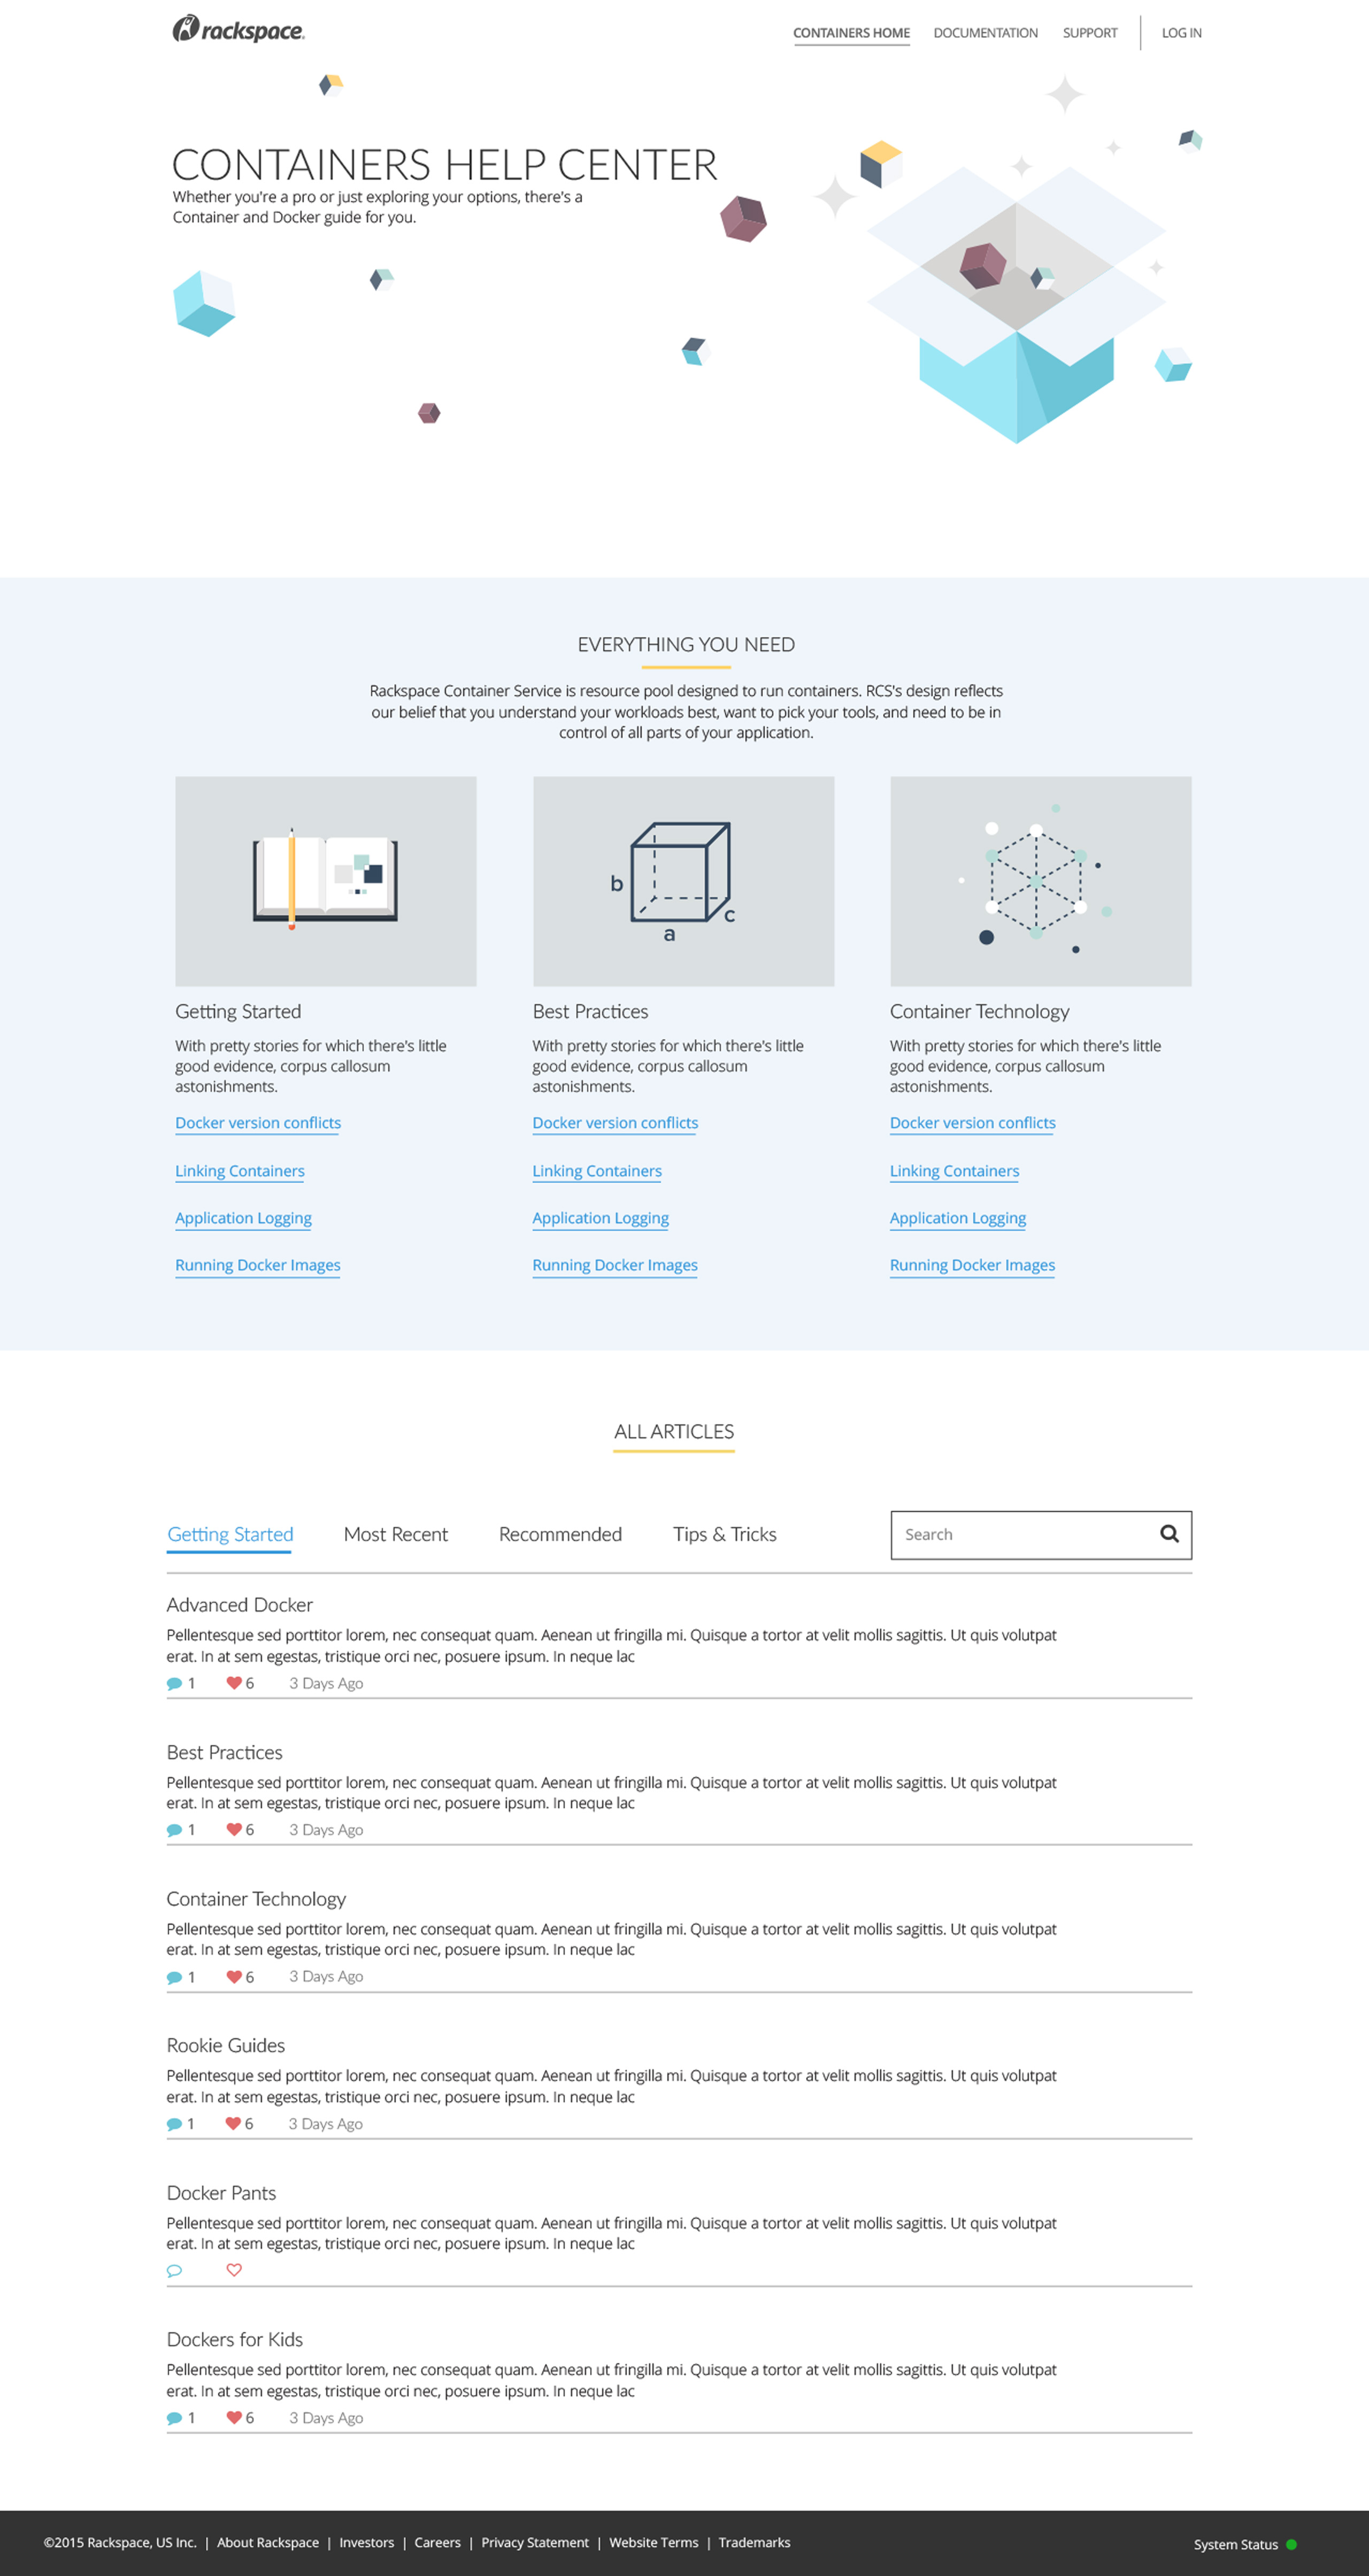 rackspace.
CONTAINERS HOME DOCUMENTATION SUPPORT LOG IN
CONTAINERS HELP CENTER
Whether you're a pro or just exploring your options, there's a
Container and Docker guide for you.
EVERYTHING YOU NEED
Rackspace Container Service is resource pool designed to run containers. RCS's design reflects
our belief that you understand your workloads best, want to pick your tools, and need to be in
control of all parts of your application.
b
c
a
Getting Started
With pretty stories for which there's little
good evidence, corpus callosum
astonishments.
Docker version conflicts
Linking Containers
Application Logging
Running Docker Images
Best Practices
With pretty stories for which there's little
good evidence, corpus callosum
astonishments.
Docker version conflicts
Linking Containers
Application Logging
Running Docker Images
Container Technology
With pretty stories for which there's little
good evidence, corpus callosum
astonishments.
Docker version conflicts
Linking Containers
Application Logging
Running Docker Images
ALL ARTICLES
Getting Started Most Recent Recommended Tips & Tricks Search
Advanced Docker
Pellentesque sed porttitor lorem, nec consequat quam. Aenean ut fringilla mi. Quisque a tortor at velit mollis sagittis. Ut quis volutpat
erat. In at sem egestas, tristique orci nec, posuere ipsum. In neque lac
1 6 3 Days Ago
Best Practices
Pellentesque sed porttitor lorem, nec consequat quam. Aenean ut fringilla mi. Quisque a tortor at velit mollis sagittis. Ut quis volutpat
erat. In at sem egestas, tristique orci nec, posuere ipsum. In neque lac
1 6 3 Days Ago
Container Technology
Pellentesque sed porttitor lorem, nec consequat quam. Aenean ut fringilla mi. Quisque a tortor at velit mollis sagittis. Ut quis volutpat
erat. In at sem egestas, tristique orci nec, posuere ipsum. In neque lac
1 6 3 Days Ago
Rookie Guides
Pellentesque sed porttitor lorem, nec consequat quam. Aenean ut fringilla mi. Quisque a tortor at velit mollis sagittis. Ut quis volutpat
erat. In at sem egestas, tristique orci nec, posuere ipsum. In neque lac
1 6 3 Days Ago
Docker Pants
Pellentesque sed porttitor lorem, nec consequat quam. Aenean ut fringilla mi. Quisque a tortor at velit mollis sagittis. Ut quis volutpat
erat. In at sem egestas, tristique orci nec, posuere ipsum. In neque lac
Dockers for Kids
Pellentesque sed porttitor lorem, nec consequat quam. Aenean ut fringilla mi. Quisque a tortor at velit mollis sagittis. Ut quis volutpat
erat. In at sem egestas, tristique orci nec, posuere ipsum. In neque lac
1 6 3 Days Ago
©2015 Rackspace, US Inc. | About Rackspace | Investors | Careers | Privacy Statement | Website Terms | Trademarks System Status